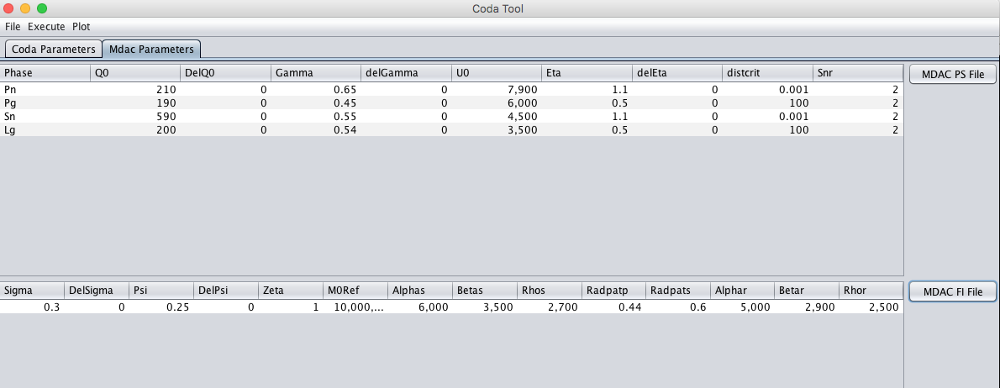 Coda Tool
File Execute Plot
Coda Parameters Mdac Parameters
Phase Q0 DelQ0 Gamma delGamma U0 Eta delEta distcrit Snr MDAC PS File
Pn 210 0 0.65 0 7,900 1.1 0 0.001 2
Pg 190 0 0.45 0 6,000 0.5 0 100 2
Sn 590 0 0.55 0 4,500 1.1 0 0.001 2
Lg 200 0 0.54 0 3,500 0.5 0 100 2
Sigma DelSigma Psi DelPsi Zeta M0Ref Alphas Betas Rhos Radpatp Radpats Alphar Betar Rhor MDAC FI File
0.3 0 0.25 0 1 10,000,... 6,000 3,500 2,700 0.44 0.6 5,000 2,900 2,500